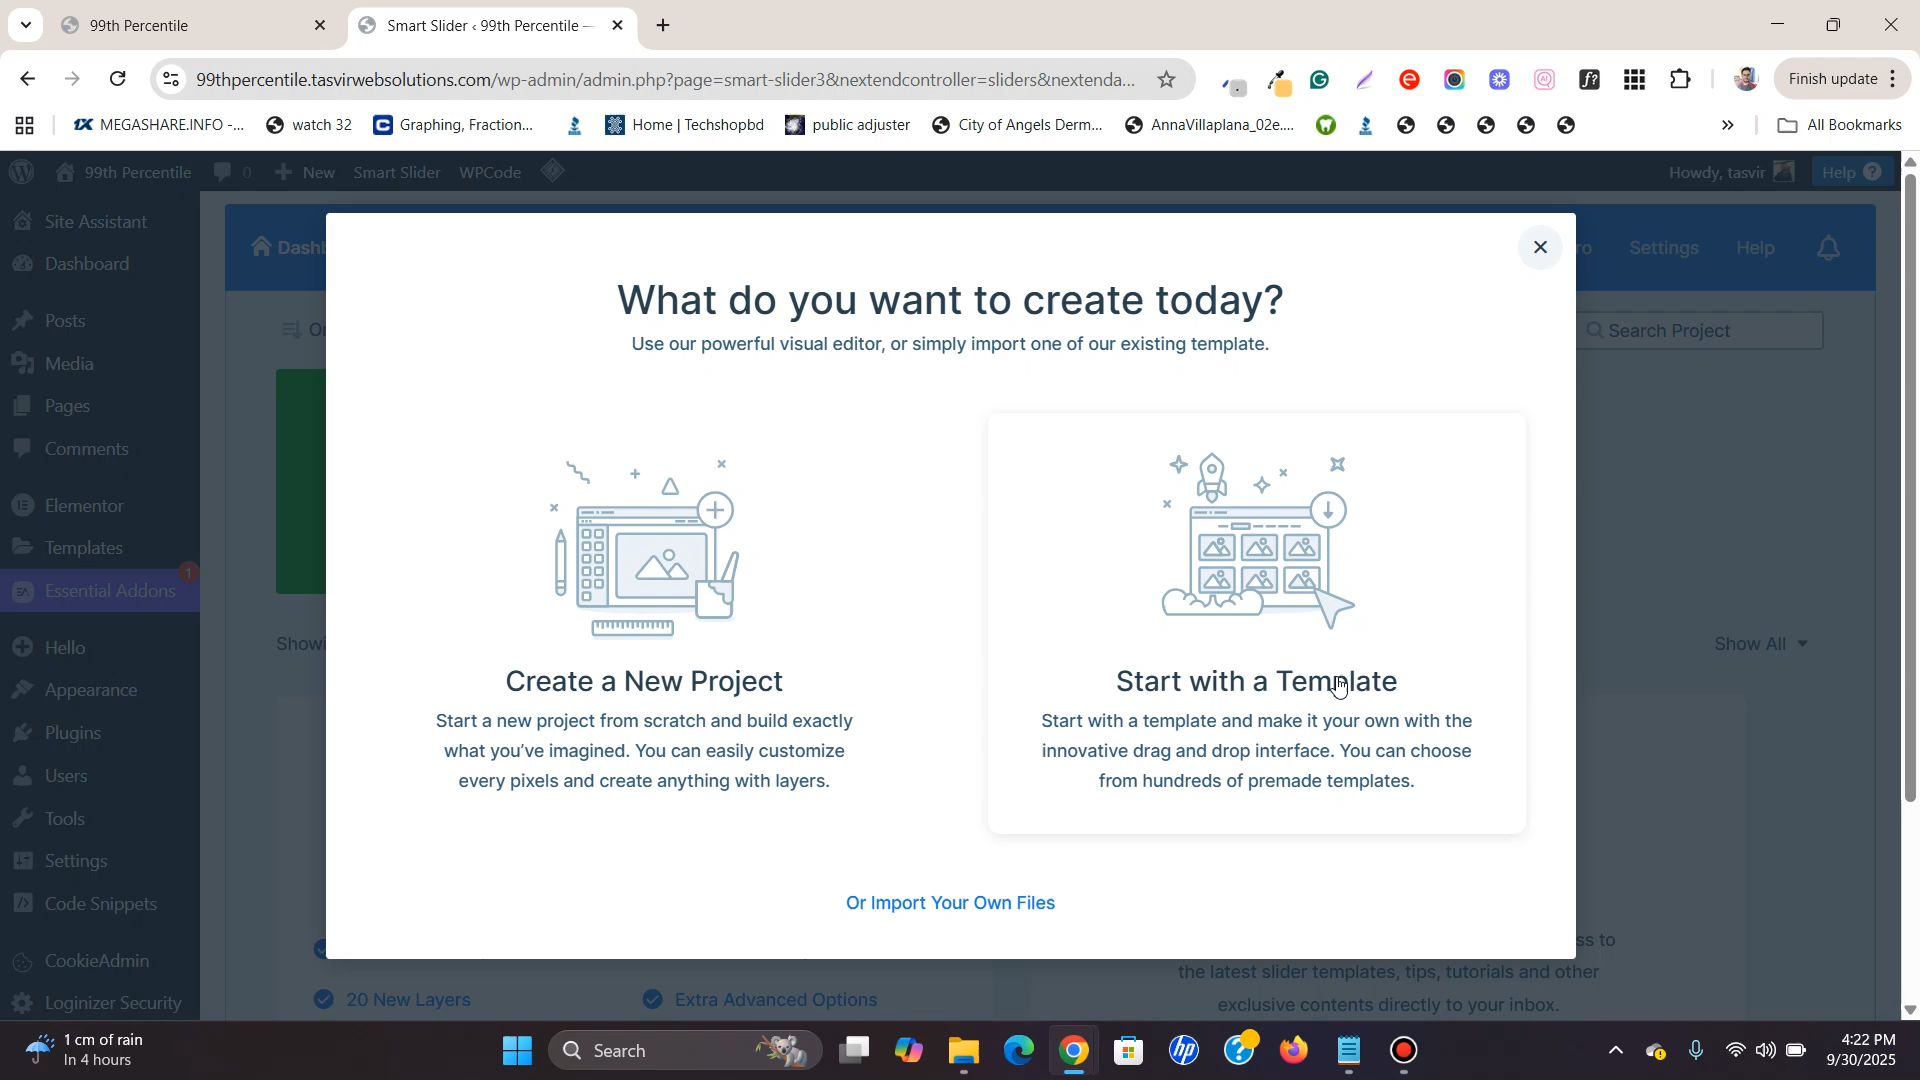 99th Percentile
Smart Slider ‹ 99th Percentile —
99thpercentile.tasvirwebsolutions.com/wp-admin/admin.php?page=smart-slider3&nextendcontroller=sliders&nextenda...
Finish update
MEGASHARE.INFO -...
watch 32
Graphing, Fraction...
Home | Techshopbd
public adjuster
City of Angels Derm...
AnnaVillaplana_02e....
»
All Bookmarks
99th Percentile
0
New
Smart Slider
WPCode
Howdy, tasvir
Help
Site Assistant
Dashboard
Posts
Media
Pages
Comments
Elementor
Templates
Essential Addons
1
Hello
Appearance
Plugins
Users
Tools
Settings
Code Snippets
CookieAdmin
Loginizer Security
Settings
Help
Search Project
Show All
What do you want to create today?
Use our powerful visual editor, or simply import one of our existing template.
Create a New Project
Start a new project from scratch and build exactly
what you've imagined. You can easily customize
every pixels and create anything with layers.
Start with a Template
Start with a template and make it your own with the
innovative drag and drop interface. You can choose
from hundreds of premade templates.
Or Import Your Own Files
20 New Layers
Extra Advanced Options
ss to
the latest slider templates, tips, tutorials and other
exclusive contents directly to your inbox.
1 cm of rain
In 4 hours
Search
4:22 PM
9/30/2025